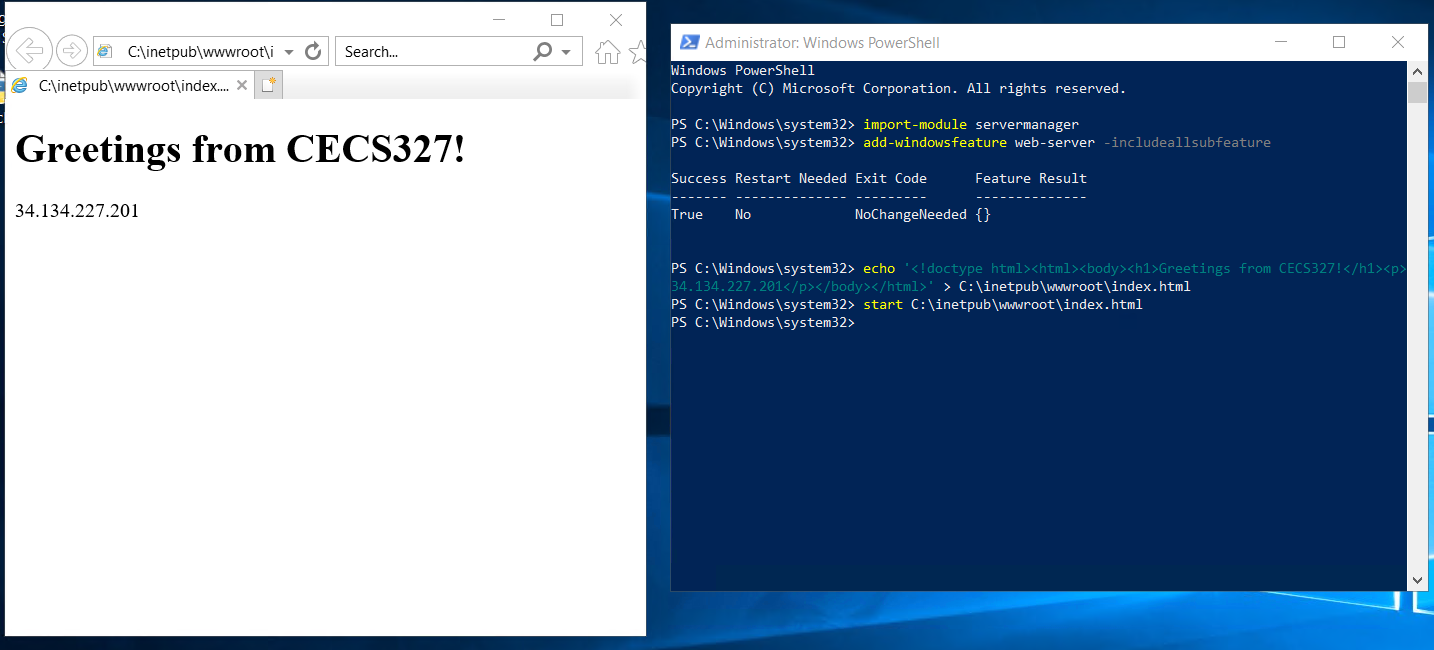 C:\inetpub\wwwroot\i
Search...
C:\inetpub\wwwroot\index....
Greetings from CECS327!
34.134.227.201
Administrator: Windows PowerShell
Windows PowerShell
Copyright (C) Microsoft Corporation. All rights reserved.
PS C:\Windows\system32> import-module servermanager
PS C:\Windows\system32> add-windowsfeature web-server -includeallsubfeature
Success Restart Needed Exit Code      Feature Result
------- -------------- ---------      --------------
True    No             NoChangeNeeded {}
PS C:\Windows\system32> echo '<!doctype html><html><body><h1>Greetings from CECS327!</h1><p>
34.134.227.201</p></body></html>' > C:\inetpub\wwwroot\index.html
PS C:\Windows\system32> start C:\inetpub\wwwroot\index.html
PS C:\Windows\system32>